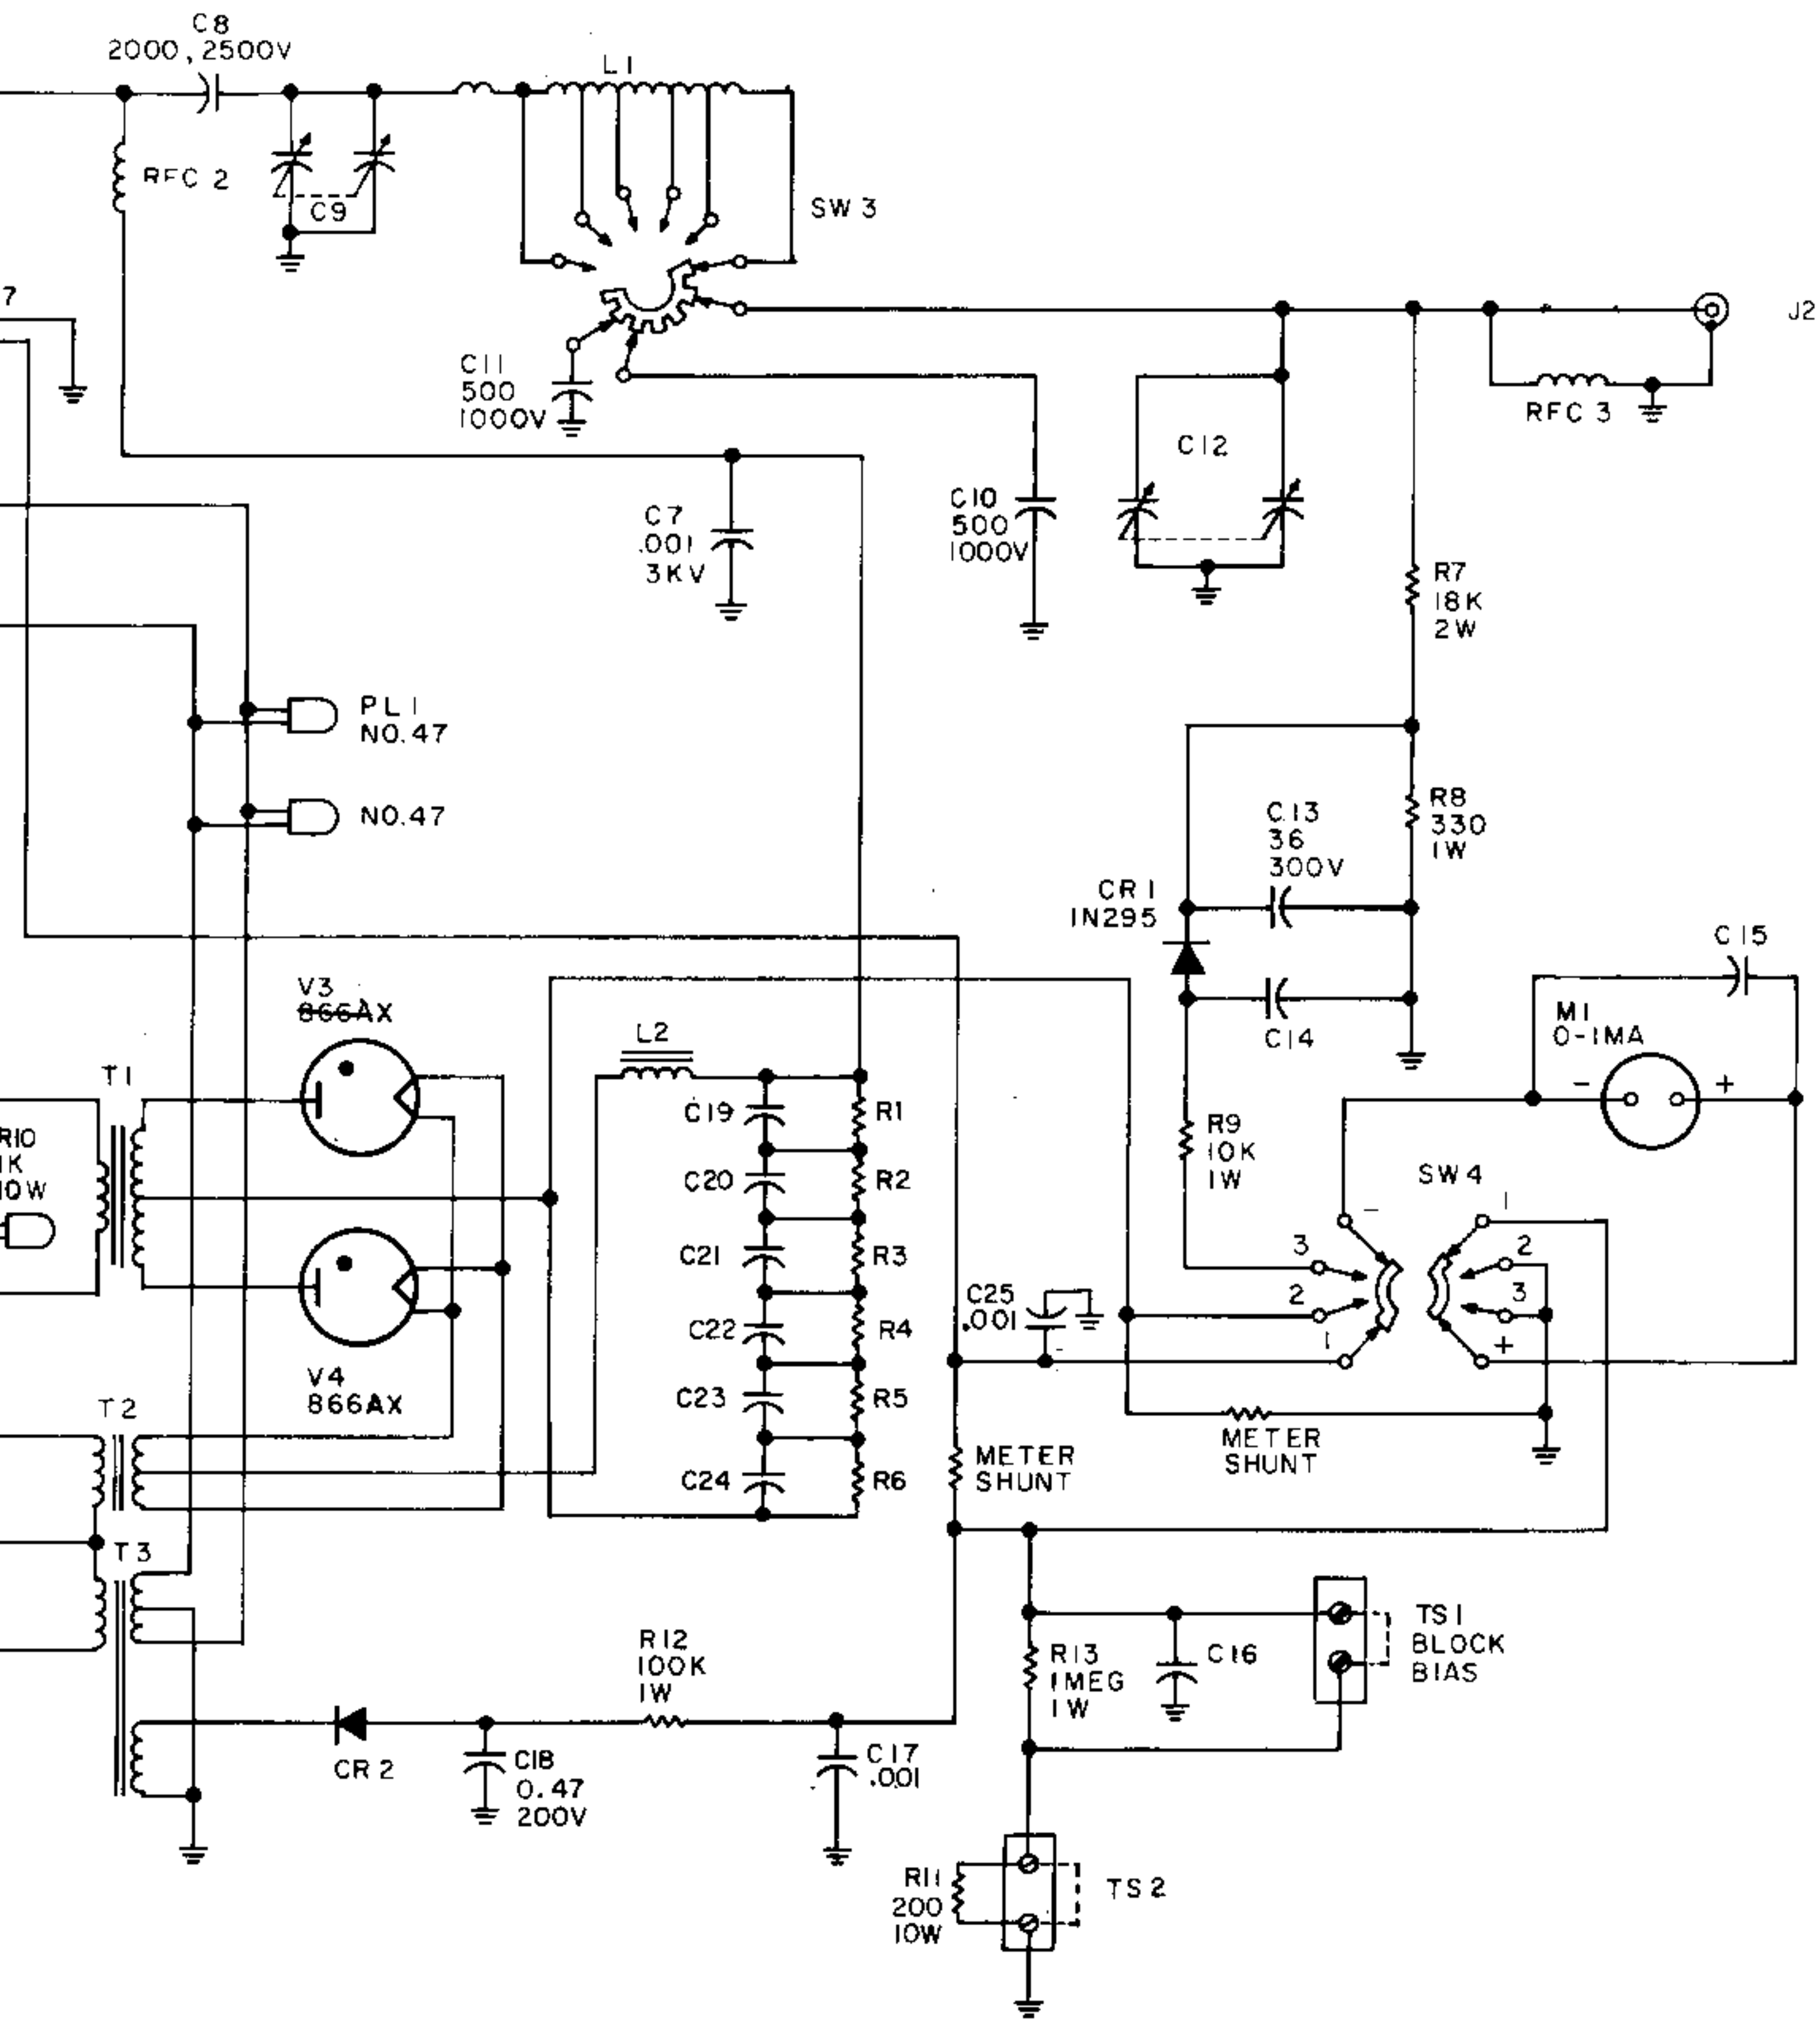 C8
2000, 2500V
L1
RFC 2
C9
SW 3
7
J2
C11
500
1000V
RFC 3
C12
C10
500
1000V
C7
.001
3KV
R7
18K
2W
PL 1
NO.47
NO.47
R8
330
1W
C13
36
300V
CR 1
1N295
C15
V3
866AX
M1
0-1MA
L2
C14
T1
- +
C19
R1
R10
1K
10W
R9
10K
1W
C20
R2
SW4
- 1
C21
R3
3
2
C25
.001
2
3
C22
R4
1
+
V4
866AX
C23
R5
T2
METER
SHUNT
METER
SHUNT
C24
R6
T3
R12
100K
1W
R13
1MEG
1W
C16
TS1
BLOCK
BIAS
CR 2
C18
0.47
200V
C17
.001
R11
200
10W
TS 2